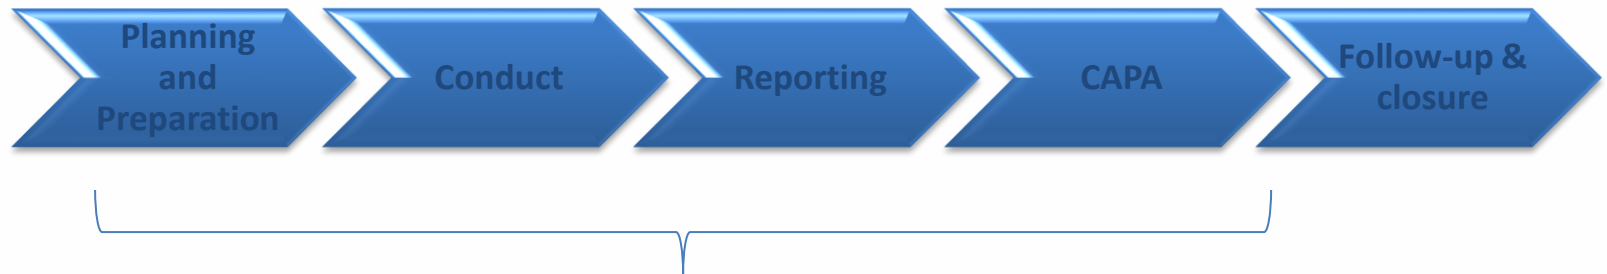 Planning
and
Preparation
Conduct
Reporting
CAPA
Follow-up &
closure